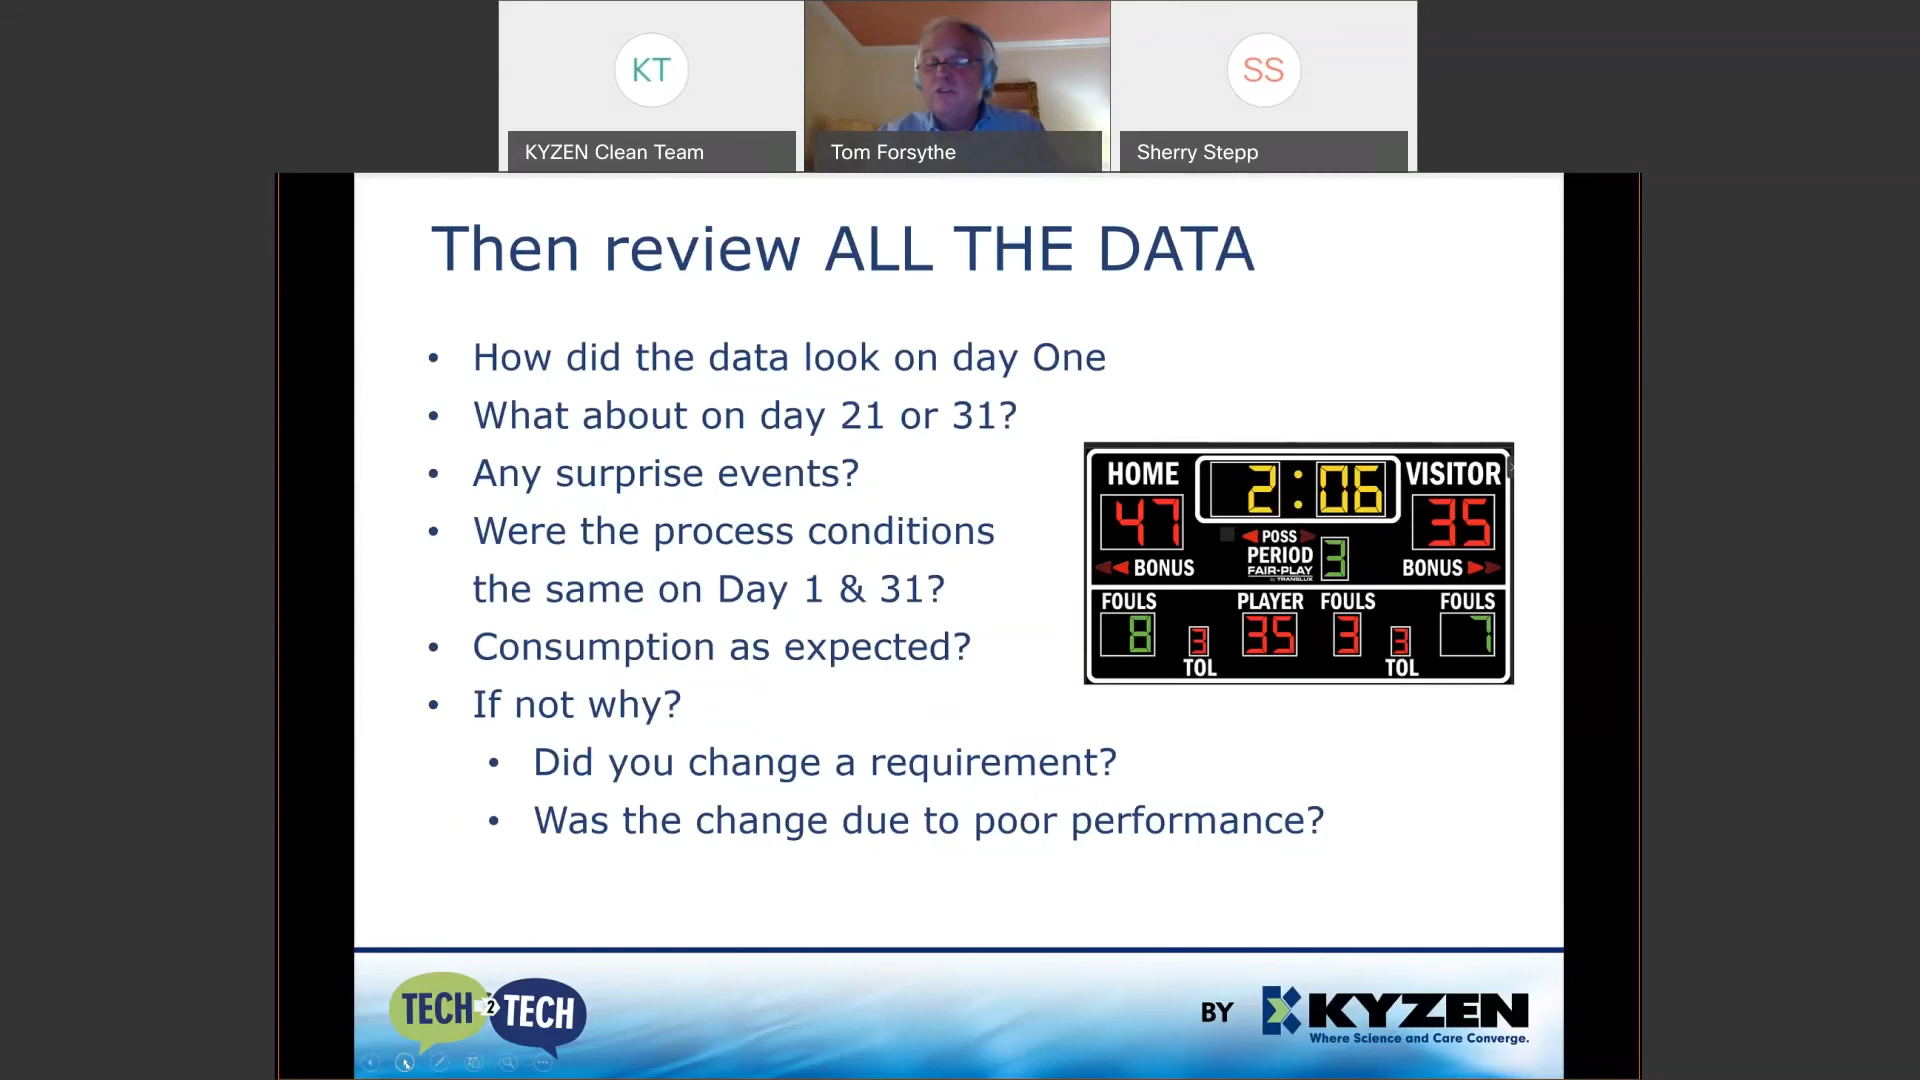 KT
SS
KYZEN Clean Team
Tom Forsythe
Sherry Stepp
Then review ALL THE DATA
• How did the data look on day One
• What about on day 21 or 31?
• Any surprise events?
• Were the process conditions
the same on Day 1 & 31?
• Consumption as expected?
• If not why?
• Did you change a requirement?
• Was the change due to poor performance?
HOME
2:06
VISITOR
47
35
POSS
PERIOD
3
FAIR-PLAY
BY TRANSLUX
BONUS
BONUS
FOULS
PLAYER
FOULS
FOULS
8
3
35
3
3
7
TOL
TOL
TECH 2 TECH
BY
KYZEN
Where Science and Care Converge.